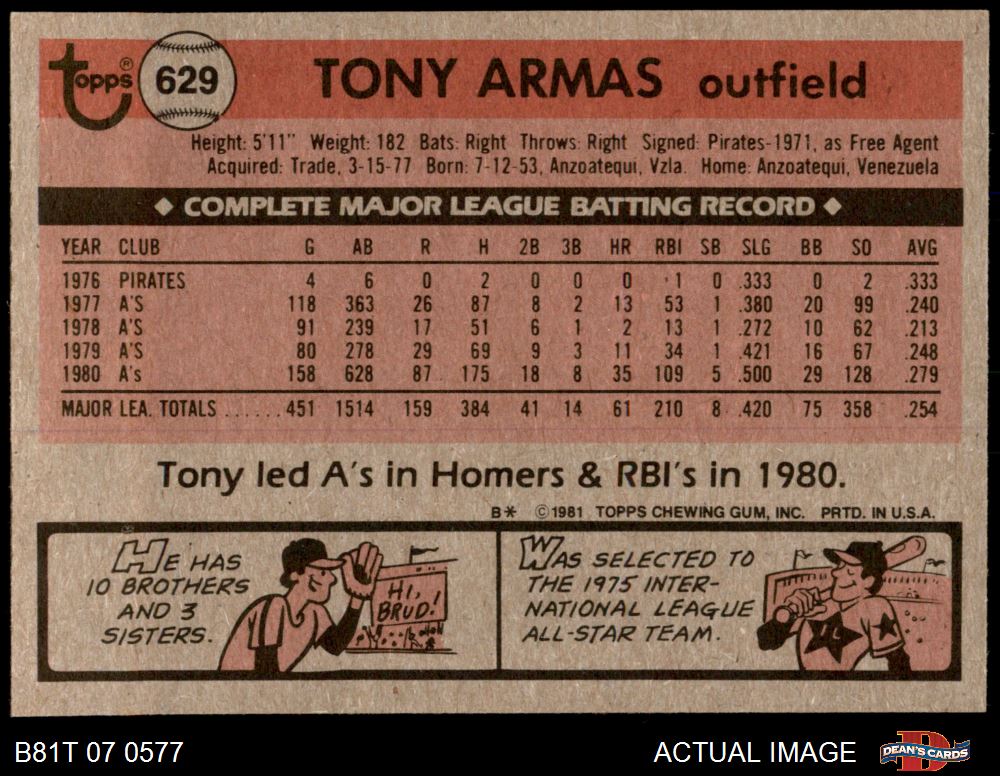 Topps® 629 TONY ARMAS outfield
Height: 5'11" Weight: 182 Bats: Right Throws: Right Signed: Pirates-1971, as Free Agent
Acquired: Trade, 3-15-77 Born: 7-12-53, Anzoatequi, Vzla. Home: Anzoatequi, Venezuela
◆ COMPLETE MAJOR LEAGUE BATTING RECORD ◆
YEAR CLUB G AB R H 2B 3B HR RBI SB SLG BB SO AVG
1976 PIRATES 4 6 0 2 0 0 0 1 0 .333 0 2 .333
1977 A'S 118 363 26 87 8 2 13 53 1 .380 20 99 .240
1978 A'S 91 239 17 51 6 1 2 13 1 .272 10 62 .213
1979 A'S 80 278 29 69 9 3 11 34 1 .421 16 67 .248
1980 A's 158 628 87 175 18 8 35 109 5 .500 29 128 .279
MAJOR LEA. TOTALS ...... 451 1514 159 384 41 14 61 210 8 .420 75 358 .254
Tony led A's in Homers & RBI's in 1980.
B* ©1981 TOPPS CHEWING GUM, INC. PRTD. IN U.S.A.
HE HAS
10 BROTHERS
AND 3
SISTERS.
HI,
BRUD!
WAS SELECTED TO
THE 1975 INTER-
NATIONAL LEAGUE
ALL-STAR TEAM.
B81T 07 0577
ACTUAL IMAGE
DEAN'S CARDS